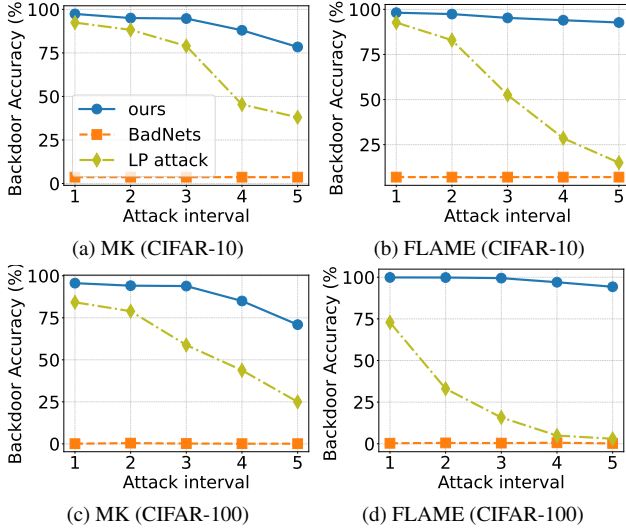 Backdoor Accuracy (%)
100
75
50
25
0
ours
BadNets
LP attack
1 2 3 4 5
Attack interval
(a) MK (CIFAR-10)
Backdoor Accuracy (%
100
75
50
25
1 2 3 4 5
Attack interval
(b) FLAME (CIFAR-10)
Backdoor Accuracy (%)
100
75
50
25
0
1 2 3 4 5
Attack interval
(c) MK (CIFAR-100)
Backdoor Accuracy (%
100
75
50
25
0
1 2 3 4 5
Attack interval
(d) FLAME (CIFAR-100)